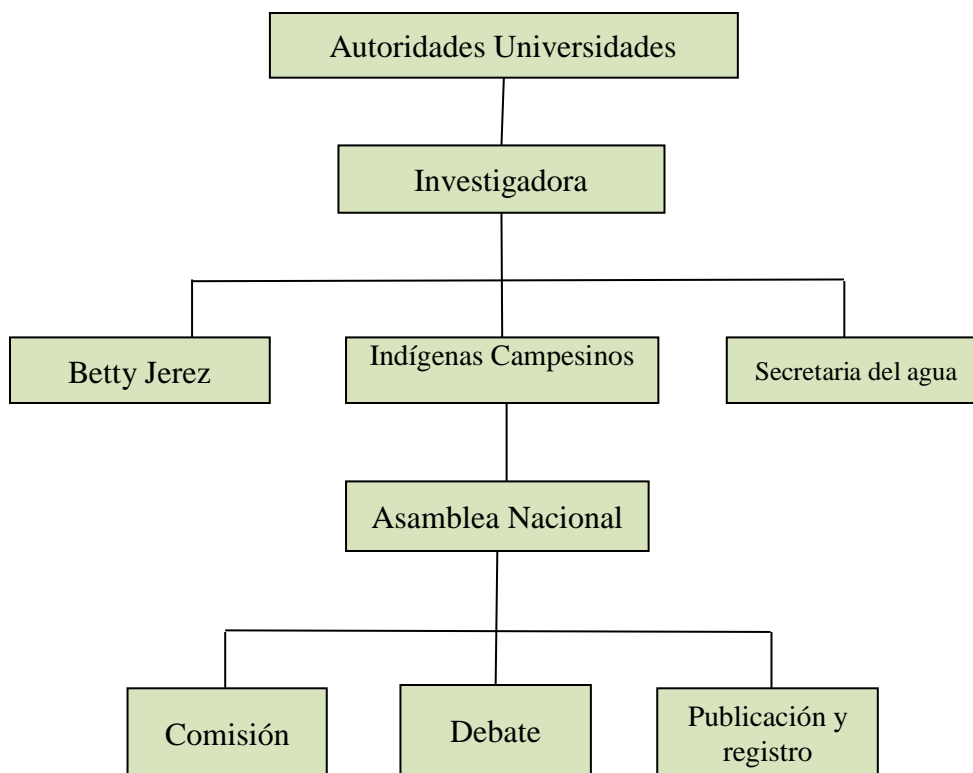 Autoridades Universidades
Investigadora
Betty Jerez
Indígenas Campesinos
Secretaria del agua
Asamblea Nacional
Comisión
Debate
Publicación y
registro